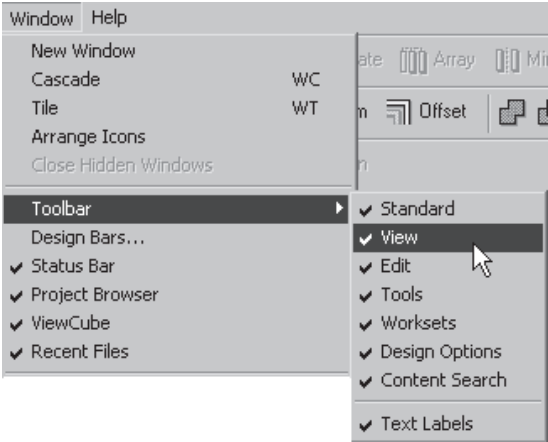 Window Help
New Window
Cascade WC
Tile WT
Arrange Icons
Close Hidden Windows
Toolbar
Design Bars...
Status Bar
Project Browser
ViewCube
Recent Files
Array
Offset
Standard
View
Edit
Tools
Worksets
Design Options
Content Search
Text Labels